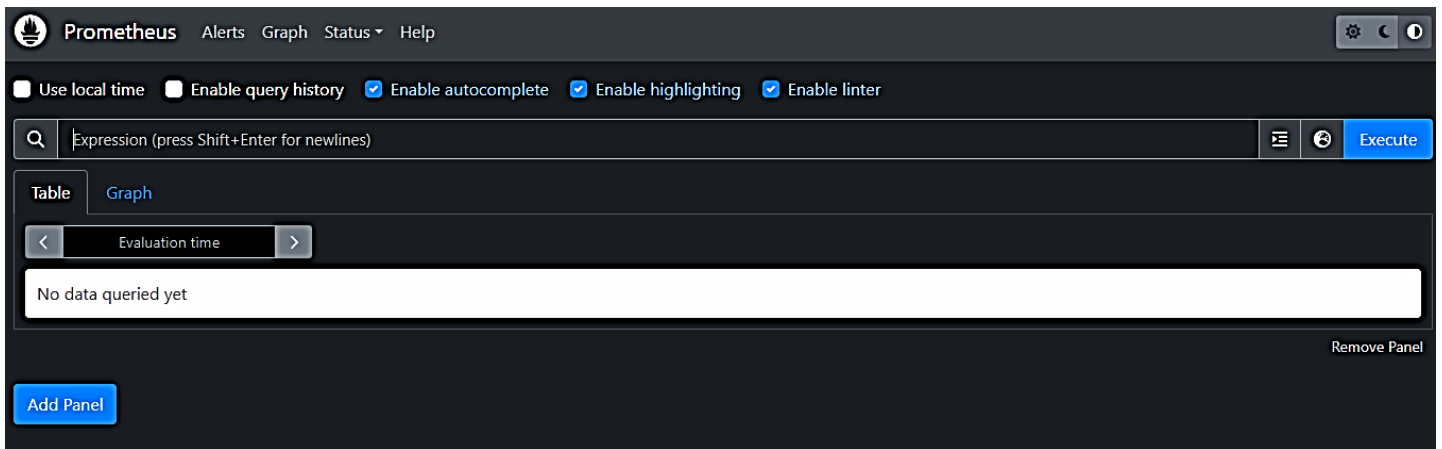 Prometheus Alerts Graph Status Help
Use local time Enable query history Enable autocomplete Enable highlighting Enable linter
Expression (press Shift+Enter for newlines) Execute
Table Graph
Evaluation time
No data queried yet
Remove Panel
Add Panel